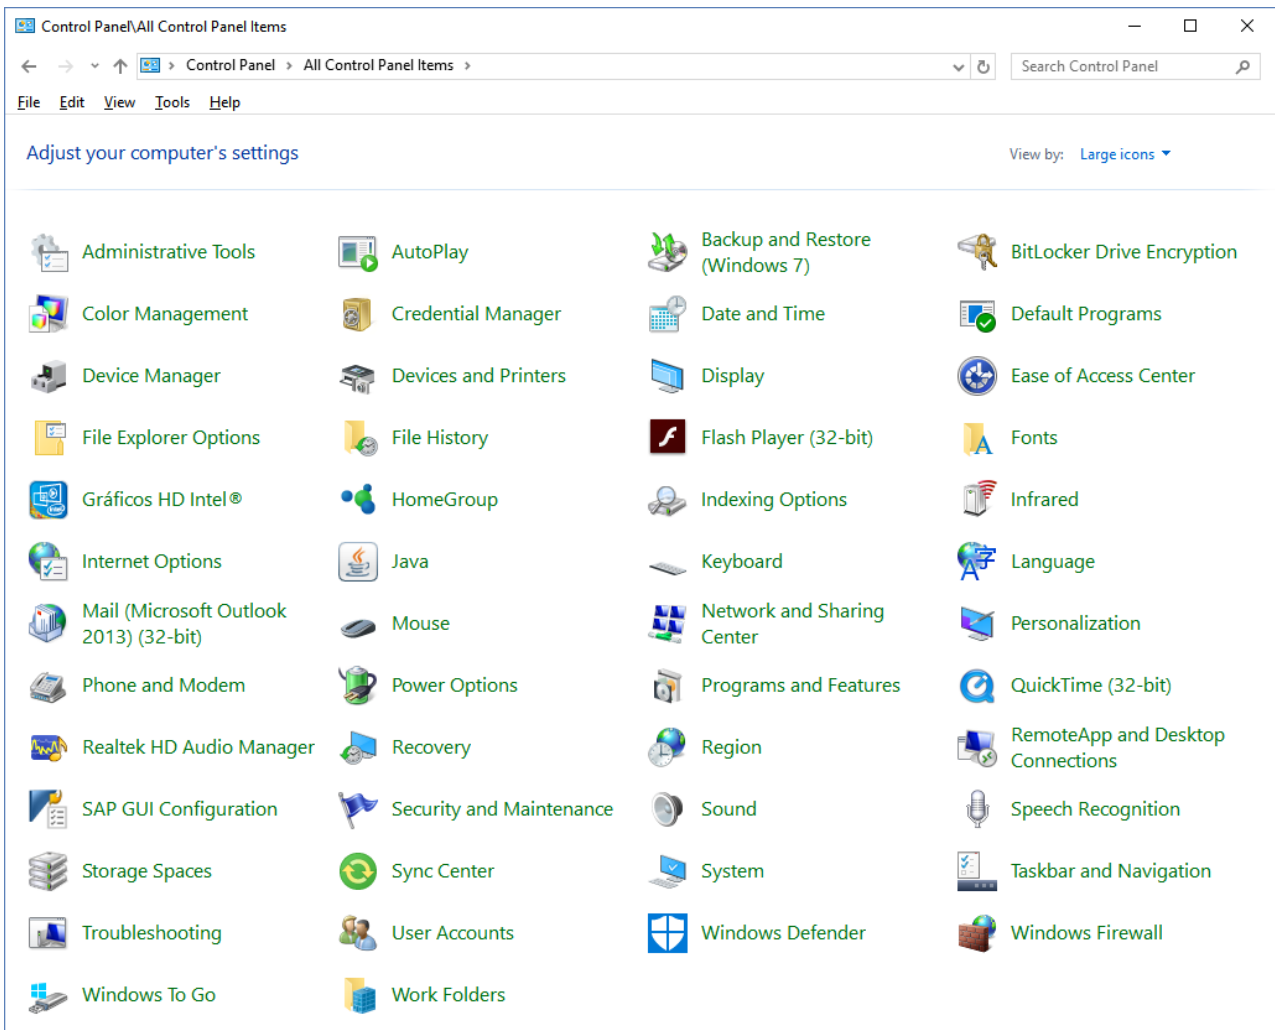 Control Panel\All Control Panel Items
Control Panel > All Control Panel Items >
Search Control Panel
File Edit View Tools Help
Adjust your computer's settings
View by: Large icons
Administrative Tools
AutoPlay
Backup and Restore
(Windows 7)
BitLocker Drive Encryption
Color Management
Credential Manager
Date and Time
Default Programs
Device Manager
Devices and Printers
Display
Ease of Access Center
File Explorer Options
File History
Flash Player (32-bit)
Fonts
Gráficos HD Intel®
HomeGroup
Indexing Options
Infrared
Internet Options
Java
Keyboard
Language
Mail (Microsoft Outlook
2013) (32-bit)
Mouse
Network and Sharing
Center
Personalization
Phone and Modem
Power Options
Programs and Features
QuickTime (32-bit)
Realtek HD Audio Manager
Recovery
Region
RemoteApp and Desktop
Connections
SAP GUI Configuration
Security and Maintenance
Sound
Speech Recognition
Storage Spaces
Sync Center
System
Taskbar and Navigation
Troubleshooting
User Accounts
Windows Defender
Windows Firewall
Windows To Go
Work Folders